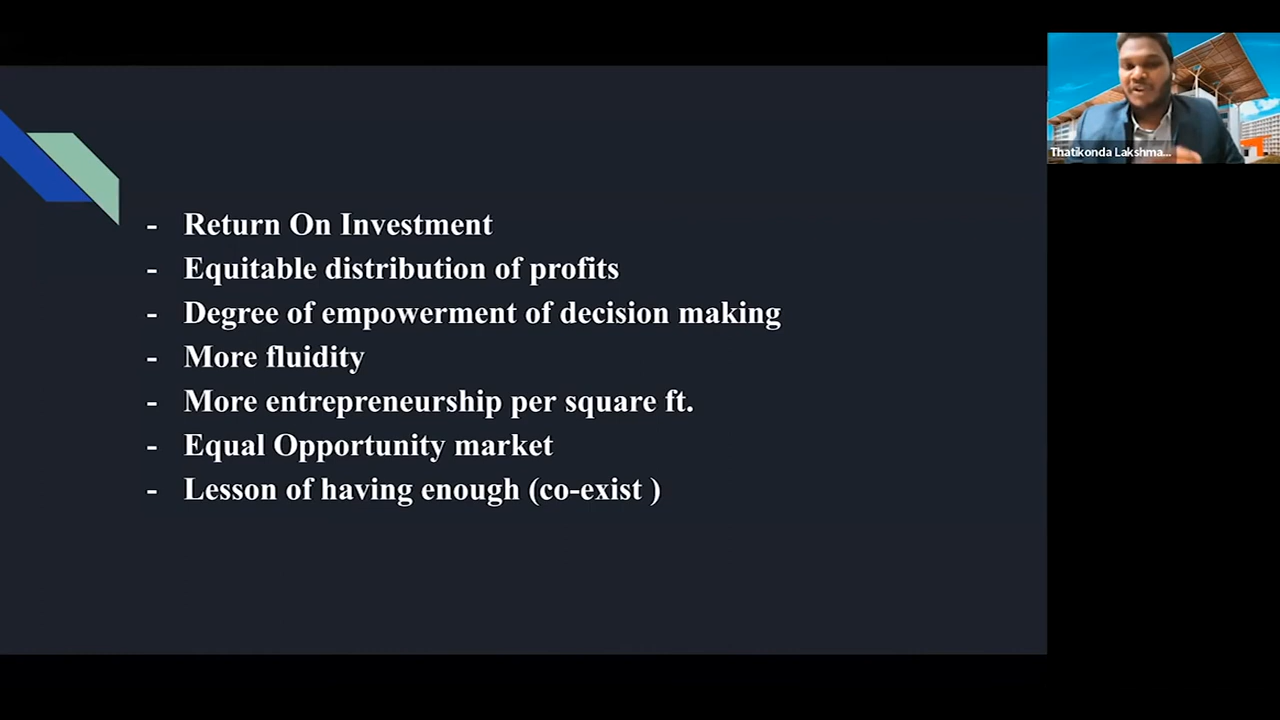 Thatikonda Lakshma...
- Return On Investment
- Equitable distribution of profits
- Degree of empowerment of decision making
- More fluidity
- More entrepreneurship per square ft.
- Equal Opportunity market
- Lesson of having enough (co-exist )